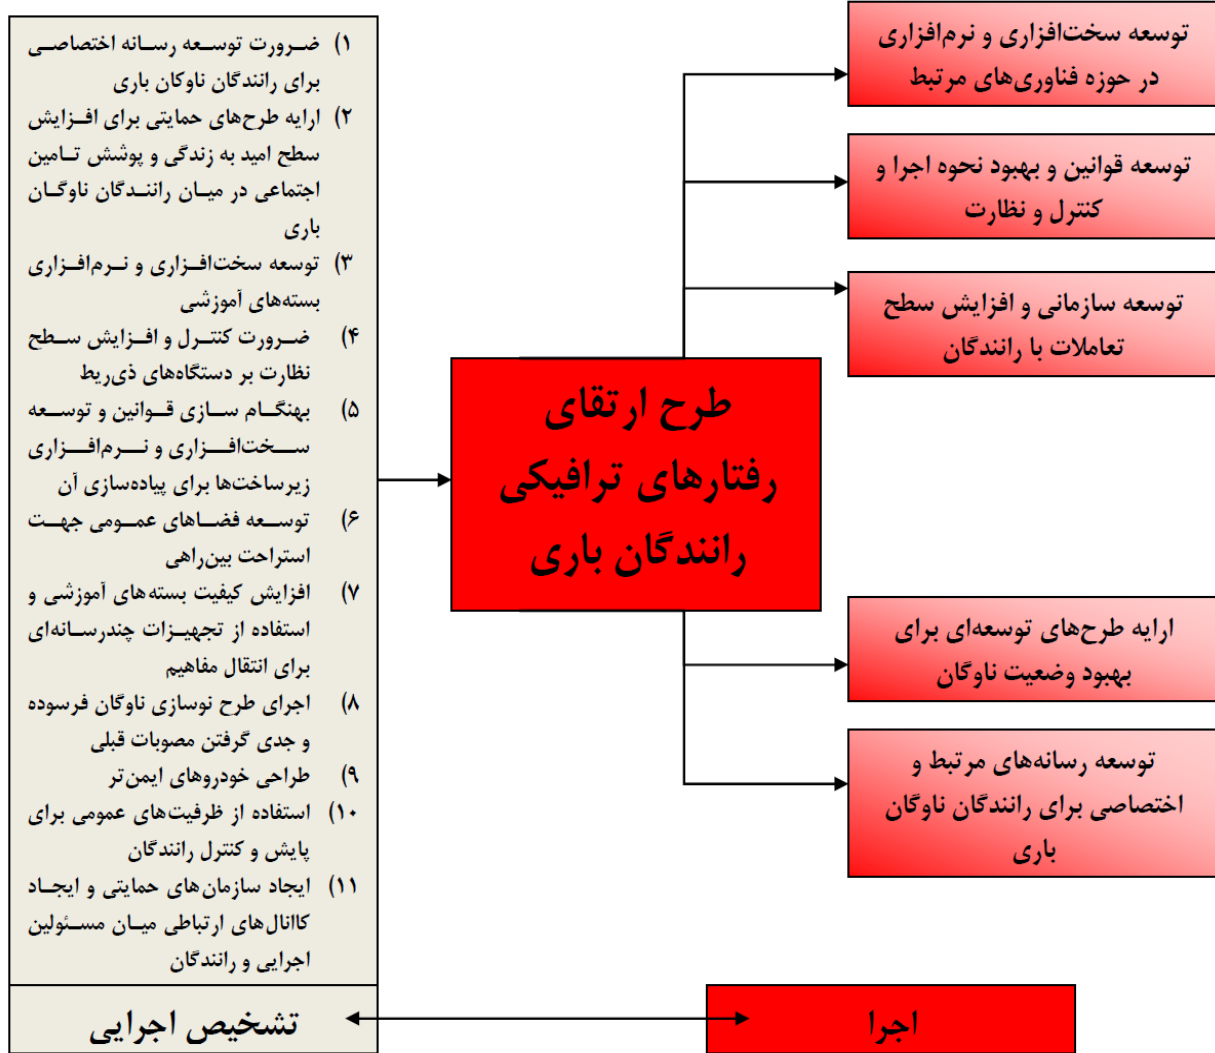 ۱) ضرورت توسعه رسانه اختصاصی
برای رانندگان ناوکان باری
۲) ارایه طرح‌های حمایتی برای افزایش
سطح امید به زندگی و پوشش تامین
اجتماعی در میان رانندگان ناوگان
باری
۳) توسعه سخت‌افزاری و نرم‌افزاری
بسته‌های آموزشی
۴) ضرورت کنترل و افزایش سطح
نظارت بر دستگاه‌های ذی‌ربط
۵) بهنگام سازی قوانین و توسعه
سخت‌افزاری و نرم‌افزاری
زیرساخت‌ها برای پیاده‌سازی آن
۶) توسعه فضاهای عمومی جهت
استراحت بین‌راهی
۷) افزایش کیفیت بسته‌های آموزشی و
استفاده از تجهیزات چندرسانه‌ای
برای انتقال مفاهیم
۸) اجرای طرح نوسازی ناوگان فرسوده
و جدی گرفتن مصوبات قبلی
۹) طراحی خودروهای ایمن‌تر
۱۰) استفاده از ظرفیت‌های عمومی برای
پایش و کنترل رانندگان
۱۱) ایجاد سازمان‌های حمایتی و ایجاد
کاانال‌های ارتباطی میان مسئولین
اجرایی و رانندگان
تشخیص اجرایی
طرح ارتقای
رفتارهای ترافیکی
رانندگان باری
توسعه سخت‌افزاری و نرم‌افزاری
در حوزه فناوری‌های مرتبط
توسعه قوانین و بهبود نحوه اجرا و
کنترل و نظارت
توسعه سازمانی و افزایش سطح
تعاملات با رانندگان
ارایه طرح‌های توسعه‌ای برای
بهبود وضعیت ناوگان
توسعه رسانه‌های مرتبط و
اختصاصی برای رانندگان ناوگان
باری
اجرا